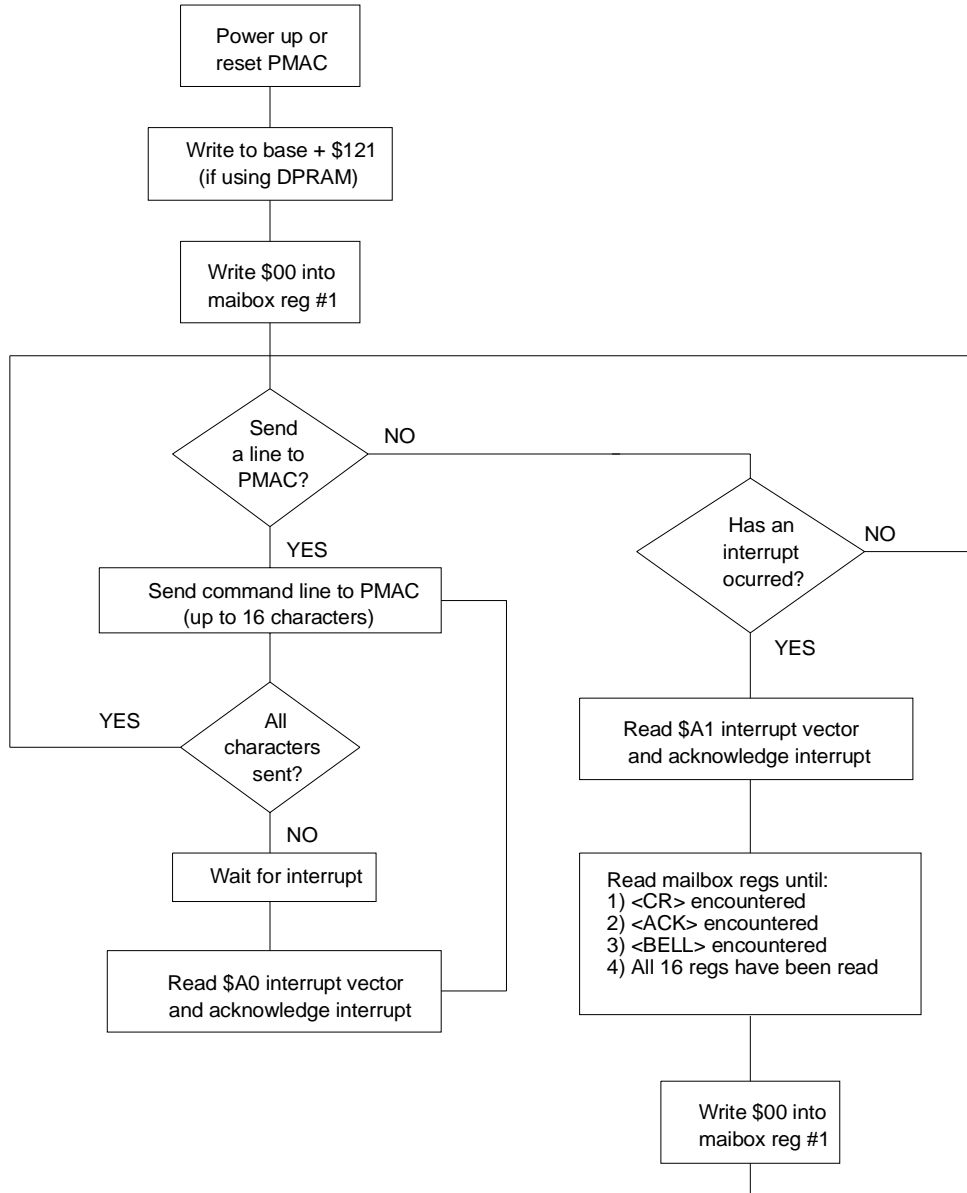 Power up or
reset PMAC
Write to base + $121
(if using DPRAM)
Write $00 into
maibox reg #1
Send
a line to
PMAC?
NO
YES
Send command line to PMAC
(up to 16 characters)
All
characters
sent?
YES
NO
Wait for interrupt
Read $A0 interrupt vector
and acknowledge interrupt
Has an
interrupt
ocurred?
NO
YES
Read $A1 interrupt vector
and acknowledge interrupt
Read mailbox regs until:
1) <CR> encountered
2) <ACK> encountered
3) <BELL> encountered
4) All 16 regs have been read
Write $00 into
maibox reg #1